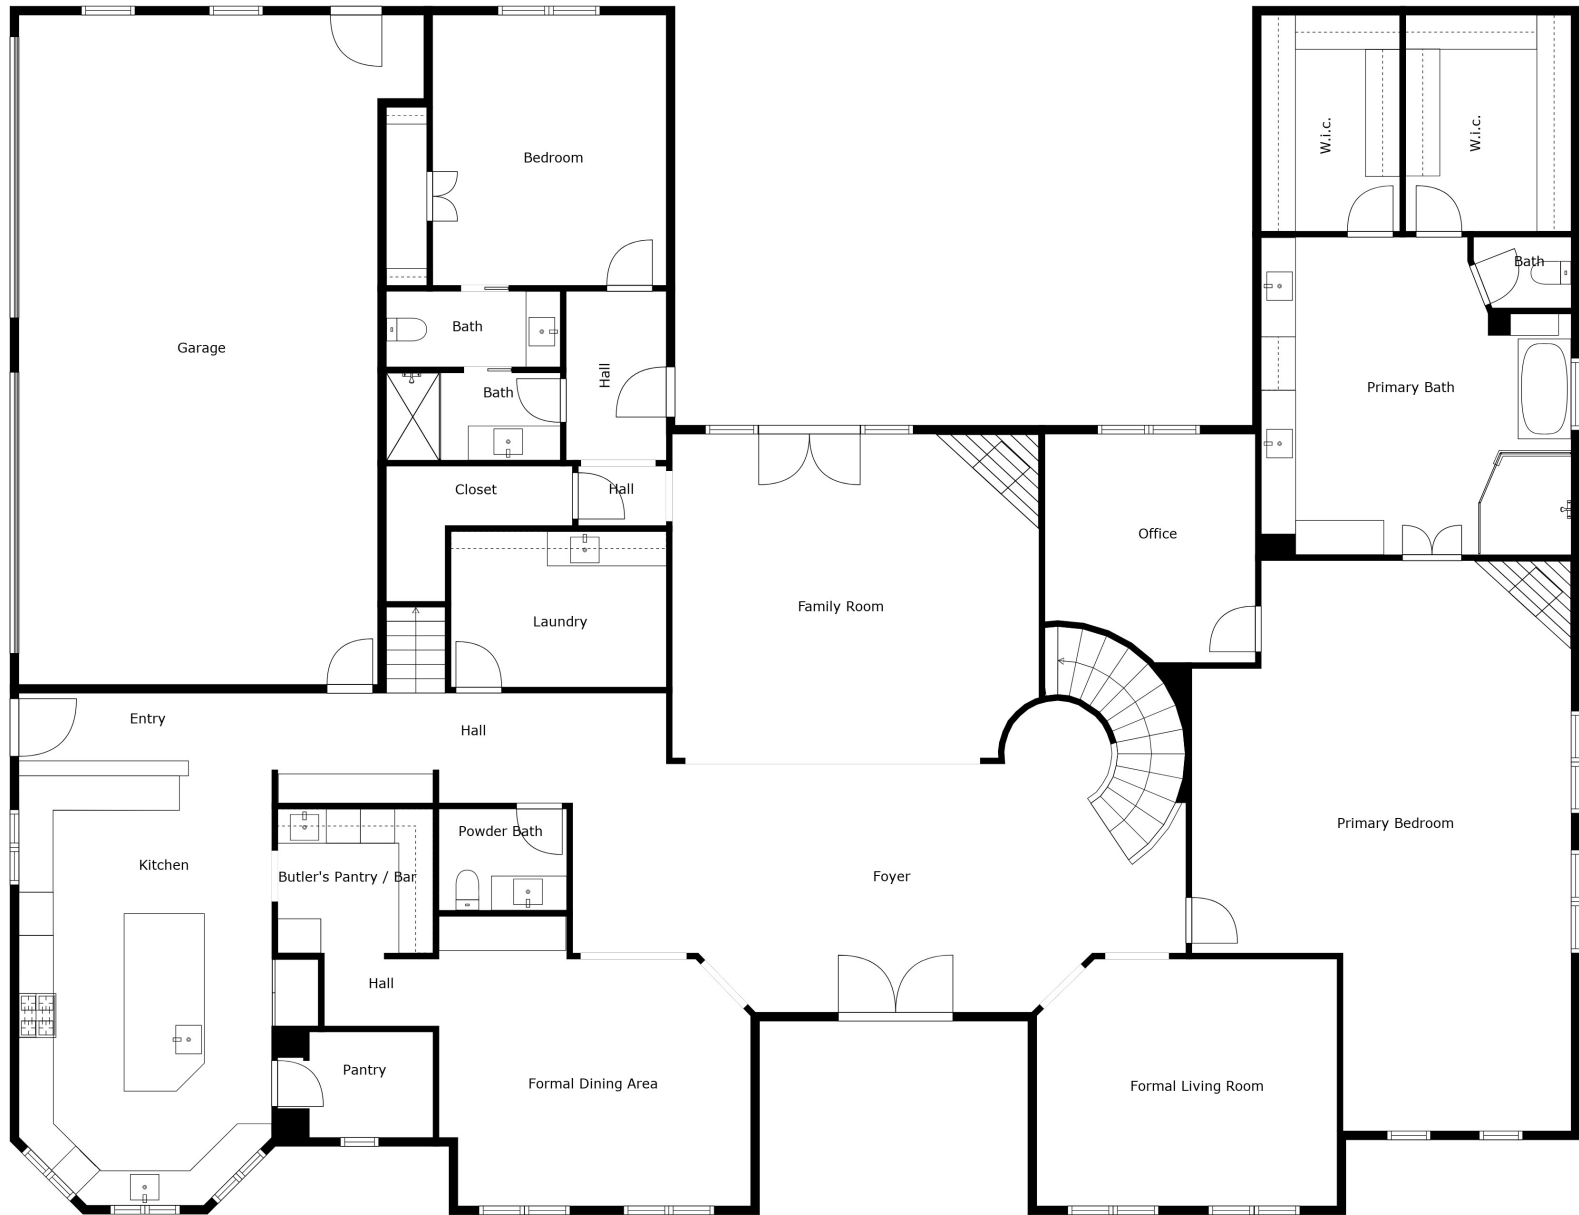 W.i.c.
W.i.c.
Bedroom
Bath
Bath
Garage
Hall
Primary Bath
Bath
Closet
Hall
Office
Family Room
Laundry
Entry
Hall
Primary Bedroom
Powder Bath
Kitchen
Butler's Pantry / Bar
Foyer
Hall
Pantry
Formal Dining Area
Formal Living Room